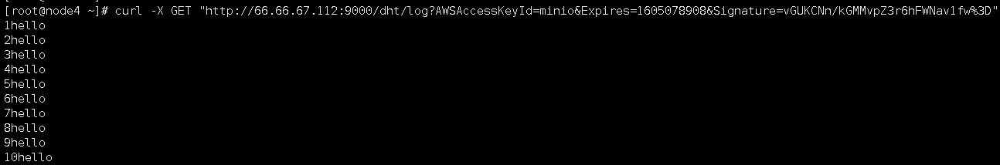 [root@node4 ~]# curl -X GET "http://66.66.67.112:9000/dht/log?AWSAccessKeyId=minio&Expires=1605078908&Signature=vGUKCNn/kGMMvpZ3r6hFWNav1fw%3D"
1hello
2hello
3hello
4hello
5hello
6hello
7hello
8hello
9hello
10hello